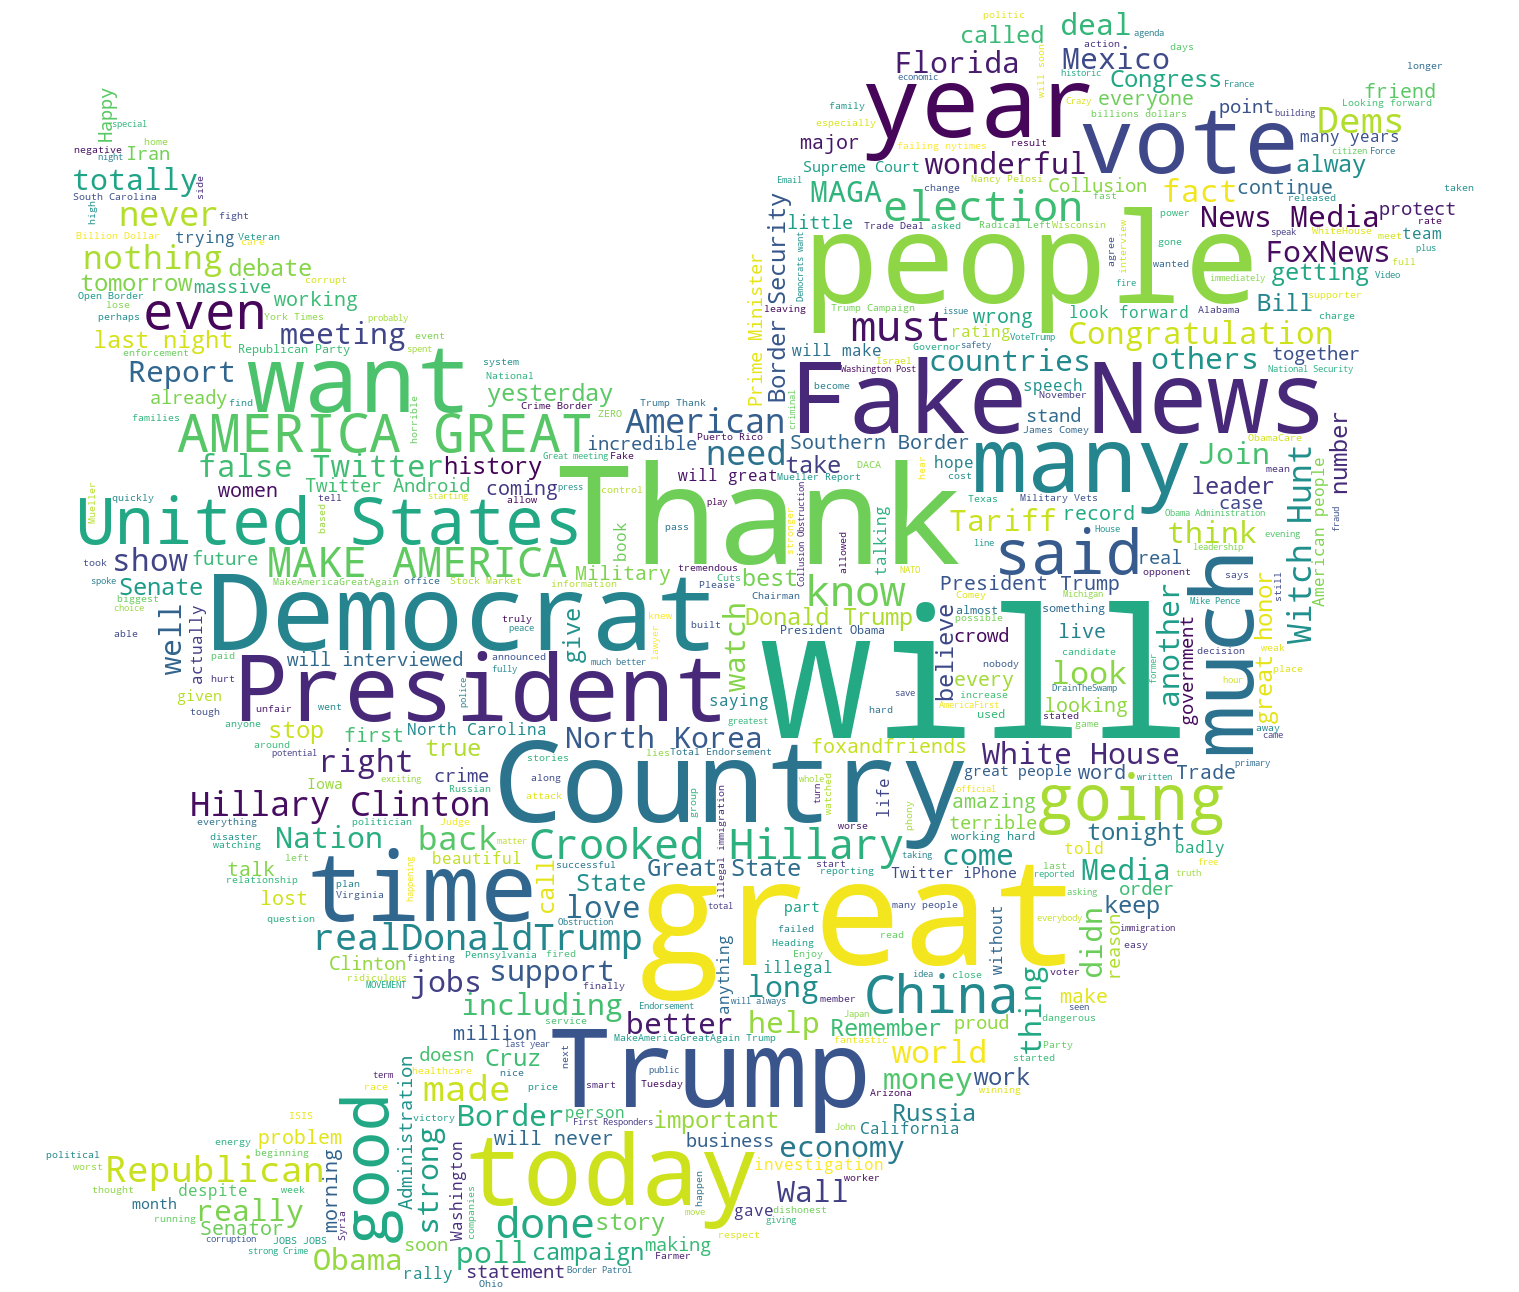 politic
called
deal
agenda
action
days
Florida
Mexico
economic
will soon
historic
Congress
France
longer
friend
Looking forward
year
Crazy
everyone
billions dollars
family
especially
point
building
Dems
Happy
special
home
negative
night
Iran
major
failing nytimes
result
vote
many years
citizen
Force
Supreme Court
wonderful
alway
totally
side
South Carolina
Email
Nancy Pelosi
Collusion
fact
continue
taken
MAGA
change
fast
released
high
never
fight
little
election
News Media
protect
rate
Billion Dollar
care
trying
Veteran
Border Security
Trade Deal
asked
Radical Left
Wisconsin
power
speak
WhiteHouse
meet
team
nothing
debate
Democrats want
people
agree
interview
gone
wanted
FoxNews
plus
full
tomorrow
massive
corrupt
Prime Minister
fire
immediately
getting
Video
Open Border
lose
working
leaving
Trump Campaign
issue
Bill
supporter
even
perhaps
York Times
probably
must
rating
wrong
look forward
Alabama
charge
last night
meeting
event
Governor
safety
VoteTrump
Congratulation
enforcement
Republican Party
spent
will make
Israel
countries
others
together
Report
want
system
National
Washington Post
National Security
already
find
yesterday
become
speech
families
horrible
Crime Border
ZERO
Trump Thank
American
criminal
Fake News
November
stand
James Comey
AMERICA GREAT
incredible
Puerto Rico
Southern Border
ObamaCare
number
false Twitter
history
Great meeting
Fake
need
take
hope
many
Join
mean
women
Twitter Android
coming
press
control
will great
Mueller Report
DACA
hear
cost
leader
Mueller
quickly
tell
starting
allow
Thank
play
Texas
Military Vets
case
American people
United States
based
pass
Collusion Obstruction
stronger
Tariff
record
Obama Administration
fraud
Witch Hunt
took
show
future
MAKE AMERICA
book
talking
allowed
line
House
said
real
think
evening
leadership
spoke
Senate
MakeAmericaGreatAgain
office
Stock Market
information
Military
tremendous
Cuts
Please
best
NATO
President Trump
opponent
says
still
Mike Pence
biggest
choice
Democrat
Chairman
know
Comey
Michigan
much
great honor
able
well
actually
truly
peace
give
knew
lawyer
built
watch
Donald Trump
President Obama
almost
possible
something
candidate
live
another
decision
weak
paid
will interviewed
announced
fully
much better
believe
crowd
nobody
look
former
government
place
given
hurt
President
police
saying
will
every
DrainTheSwamp
hour
tough
unfair
went
greatest
save
increase
AmericaFirst
looking
anyone
stop
first
North Carolina
hard
used
stated
game
away
came
around
potential
right
true
North Korea
stories
lies
Total Endorsement
foxandfriends
White House
primary
Iowa
exciting
crime
Russian
Country
along
attack
group
whole
turn
watched
life
great people
official
word
written
Trade
Hillary Clinton
illegal immigration
phony
amazing
going
everything
politician
Judge
worse
terrible
disaster
watching
Nation
back
matter
Crooked Hillary
taking
working hard
tonight
talk
left
time
beautiful
successful
Great State
start
reporting
come
told
badly
relationship
happening
plan
Virginia
call
State
total
Twitter iPhone
last
reported
Media
free
truth
lost
love
great
many people
asking
order
question
Obstruction
part
everybody
keep
realDonaldTrump
failed
read
without
didn
immigration
easy
Pennsylvania
fired
Heading
Enjoy
anything
Clinton
fighting
support
illegal
idea
close
voter
reason
ridiculous
MOVEMENT
jobs
finally
long
member
China
thing
seen
make
including
Endorsement
will always
dangerous
service
better
help
Japan
Remember
proud
million
last year
MakeAmericaGreatAgain Trump
fantastic
started
Party
doesn
Cruz
next
Trump
world
healthcare
nice
public
term
race
made
price
smart
Tuesday
money
work
Arizona
winning
ISIS
good
Administration
victory
Border
person
First Responders
important
Russia
John
California
energy
problem
strong
will never
business
economy
political
beginning
worst
Republican
morning
Washington
today
investigation
worker
thought
despite
week
happen
Wall
month
really
companies
move
gave
dishonest
giving
running
Senator
Syria
done
story
respect
corruption
strong Crime
JOBS JOBS
Obama
soon
poll
campaign
making
Farmer
rally
statement
Border Patrol
Ohio